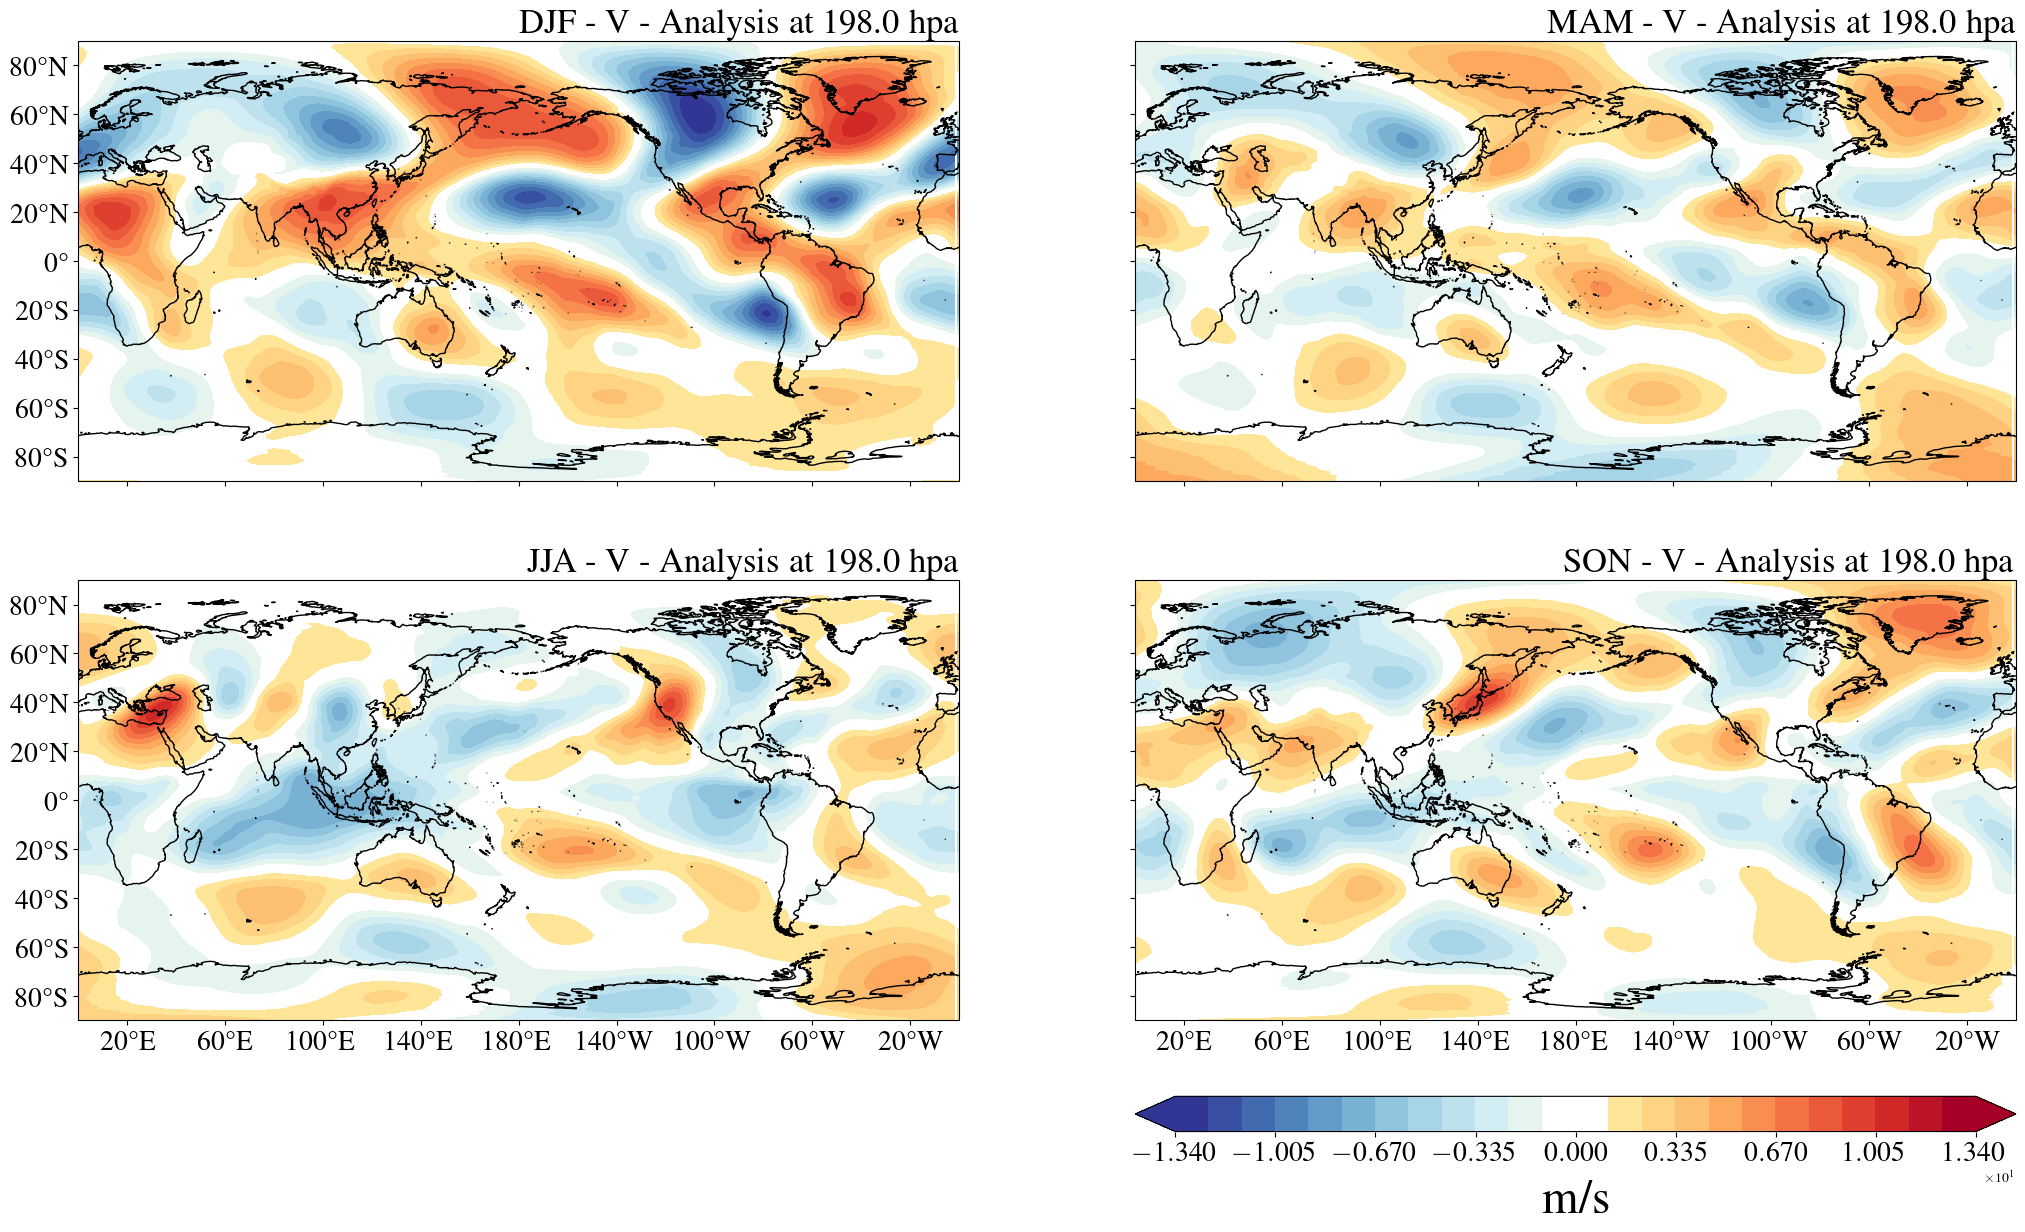 DJF - V - Analysis at 198.0 hpa
MAM - V - Analysis at 198.0 hpa
80°N
60°N
40°N
20°N
0°
20°S
40°S
60°S
80°S
JJA - V - Analysis at 198.0 hpa
SON - V - Analysis at 198.0 hpa
80°N
60°N
40°N
20°N
0°
20°S
40°S
60°S
80°S
20°E 60°E 100°E 140°E 180°E 140°W 100°W 60°W 20°W
20°E 60°E 100°E 140°E 180°E 140°W 100°W 60°W 20°W
−1.340 −1.005 −0.670 −0.335 0.000 0.335 0.670 1.005 1.340
×10¹
m/s